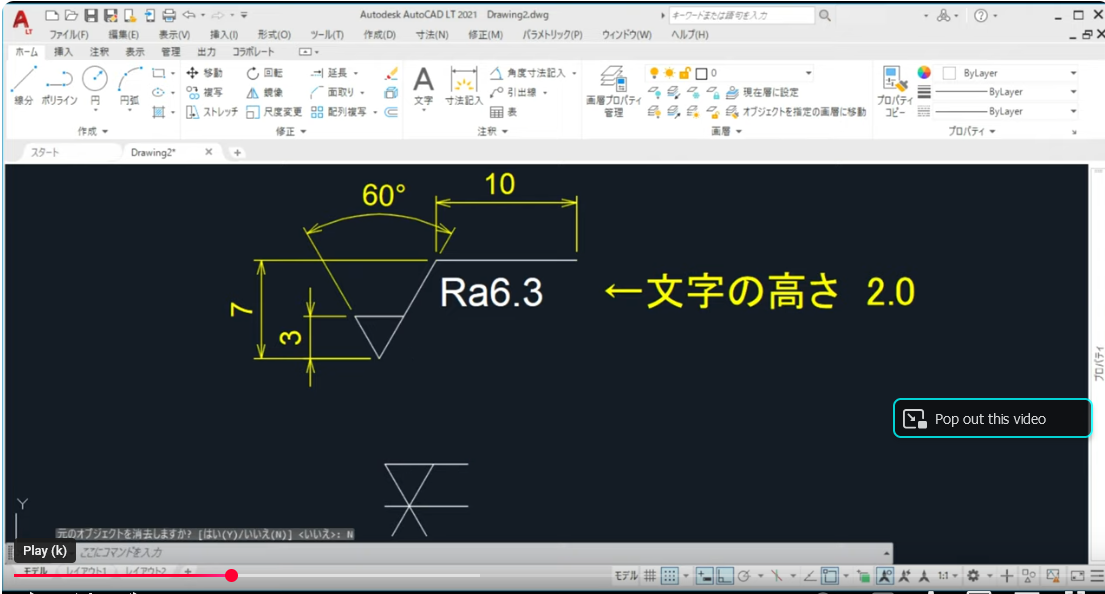 Autodesk AutoCAD LT 2021 Drawing2.dwg
キーワードまたは語句を入力
ファイル(F) 編集(E) 表示(V) 挿入(I) 形式(O) ツール(T) 作成(D) 寸法(N) 修正(M) パラメトリック(P) ウィンドウ(W) ヘルプ(H)
ホーム 挿入 注釈 表示 管理 出力 コラボレート
線分 ポリライン 円 円弧
移動 回転 延長
複写 鏡像 面取り
ストレッチ 尺度変更 配列複写
文字 寸法記入
角度寸法記入
引出線
表
画層プロパティ
管理
0
現在層に設定
オブジェクトを指定の画層に移動
プロパティ
コピー
ByLayer
ByLayer
ByLayer
作成 修正 注釈 画層 プロパティ
スタート Drawing2* × +
60° 10
7
3
Ra6.3
←文字の高さ 2.0
プロパティ
Pop out this video
Y
元のオブジェクトを消去しますか? [はい(Y)/いいえ(N)] <いいえ>: N
Play (k)
ここにコマンドを入力
モデル レイアウト1 レイアウト2 +
モデル 1:1